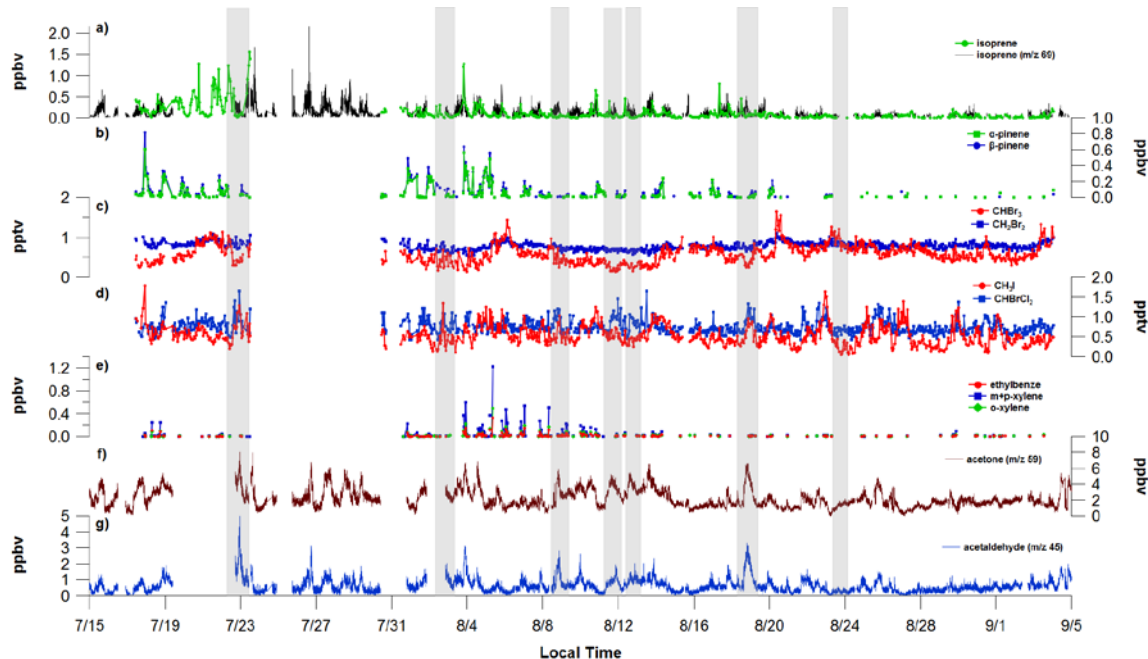 a)
ppbv
2.0
1.5
1.0
0.5
0.0
isoprene
isoprene (m/z 69)
b)
1.0
0.8
0.6
0.4
0.2
0.0
ppbv
α-pinene
β-pinene
c)
pptv
2
1
0
CHBr3
CH2Br2
d)
2.0
1.5
1.0
0.5
0.0
pptv
CH3I
CHBrCl2
e)
ppbv
1.2
0.8
0.4
0.0
ethylbenze
m+p-xylene
o-xylene
f)
10
8
6
4
2
0
ppbv
acetone (m/z 59)
g)
ppbv
5
4
3
2
1
0
acetaldehyde (m/z 45)
7/15 7/19 7/23 7/27 7/31 8/4 8/8 8/12 8/16 8/20 8/24 8/28 9/1 9/5
Local Time